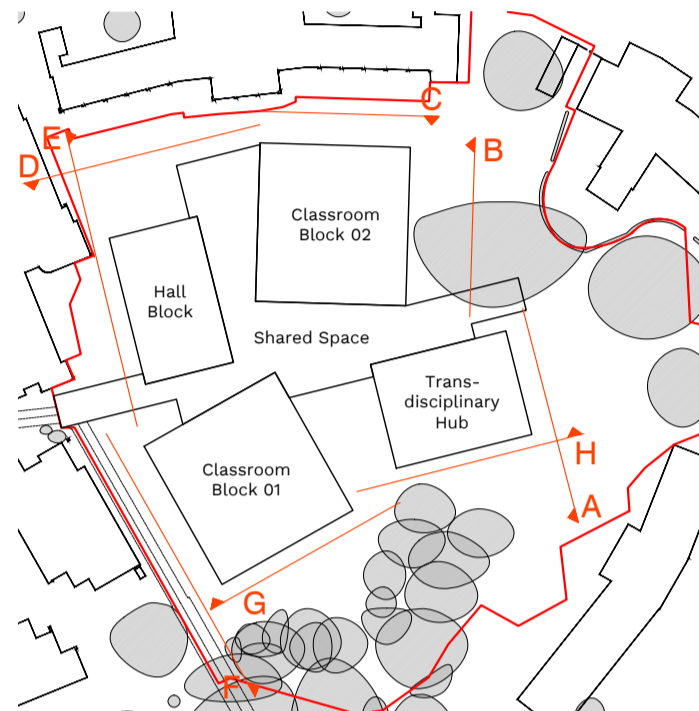 C
E
B
D
Classroom
Block 02
Hall
Block
Shared Space
Trans-
disciplinary
Hub
H
Classroom
Block 01
A
G
F